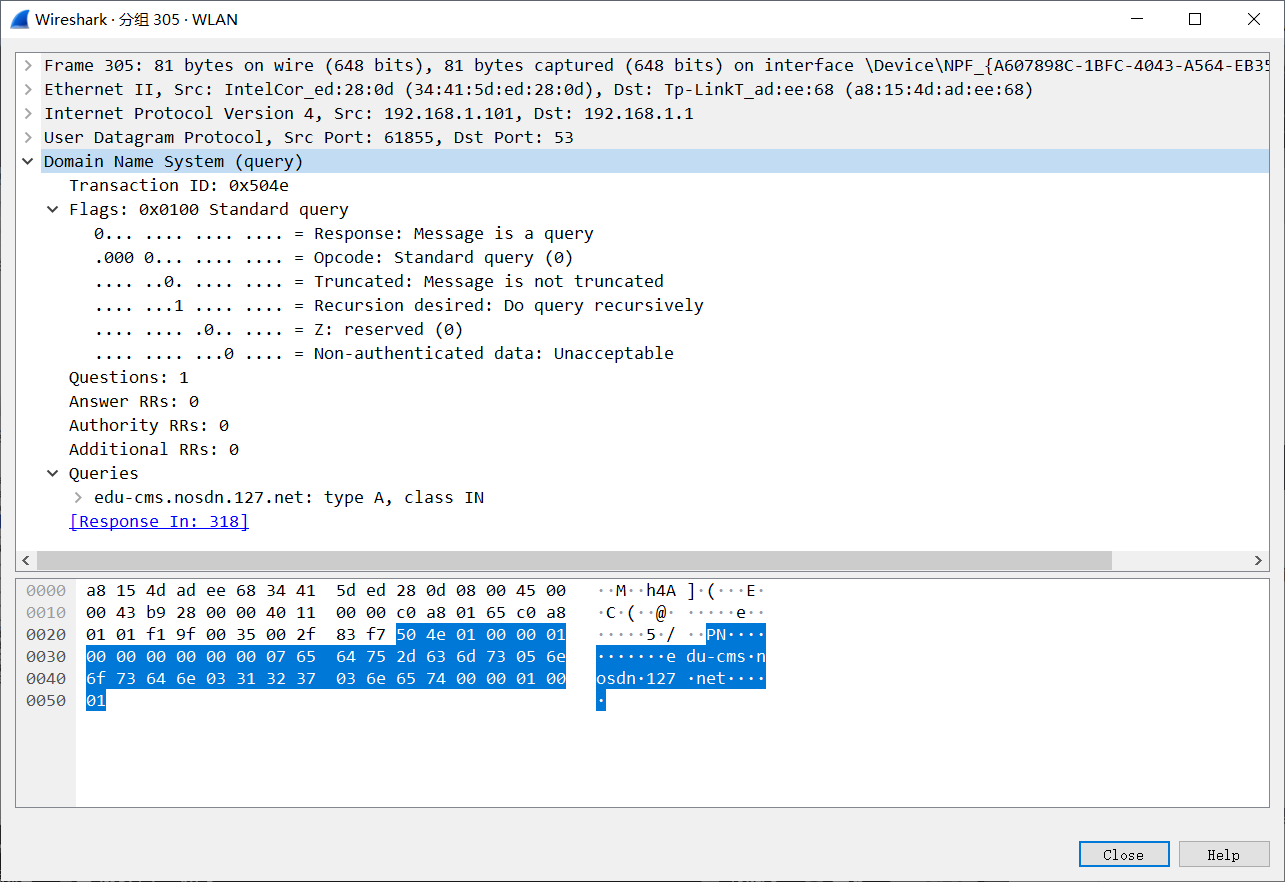 Wireshark · 分组 305 · WLAN
Frame 305: 81 bytes on wire (648 bits), 81 bytes captured (648 bits) on interface \Device\NPF_{A607898C-1BFC-4043-A564-EB35
Ethernet II, Src: IntelCor_ed:28:0d (34:41:5d:ed:28:0d), Dst: Tp-LinkT_ad:ee:68 (a8:15:4d:ad:ee:68)
Internet Protocol Version 4, Src: 192.168.1.101, Dst: 192.168.1.1
User Datagram Protocol, Src Port: 61855, Dst Port: 53
Domain Name System (query)
Transaction ID: 0x504e
Flags: 0x0100 Standard query
0... .... .... .... = Response: Message is a query
.000 0... .... .... = Opcode: Standard query (0)
.... ..0. .... .... = Truncated: Message is not truncated
.... ...1 .... .... = Recursion desired: Do query recursively
.... .... .0.. .... = Z: reserved (0)
.... .... ...0 .... = Non-authenticated data: Unacceptable
Questions: 1
Answer RRs: 0
Authority RRs: 0
Additional RRs: 0
Queries
edu-cms.nosdn.127.net: type A, class IN
[Response In: 318]
0000 a8 15 4d ad ee 68 34 41 5d ed 28 0d 08 00 45 00 ··M··h4A ]·(···E·
0010 00 43 b9 28 00 00 40 11 00 00 c0 a8 01 65 c0 a8 ·C·(··@· ·····e··
0020 01 01 f1 9f 00 35 00 2f 83 f7 50 4e 01 00 00 01 ·····5·/ ··PN····
0030 00 00 00 00 00 00 07 65 64 75 2d 63 6d 73 05 6e ·······e du-cms·n
0040 6f 73 64 6e 03 31 32 37 03 6e 65 74 00 00 01 00 osdn·127 ·net····
0050 01 ·
Close Help